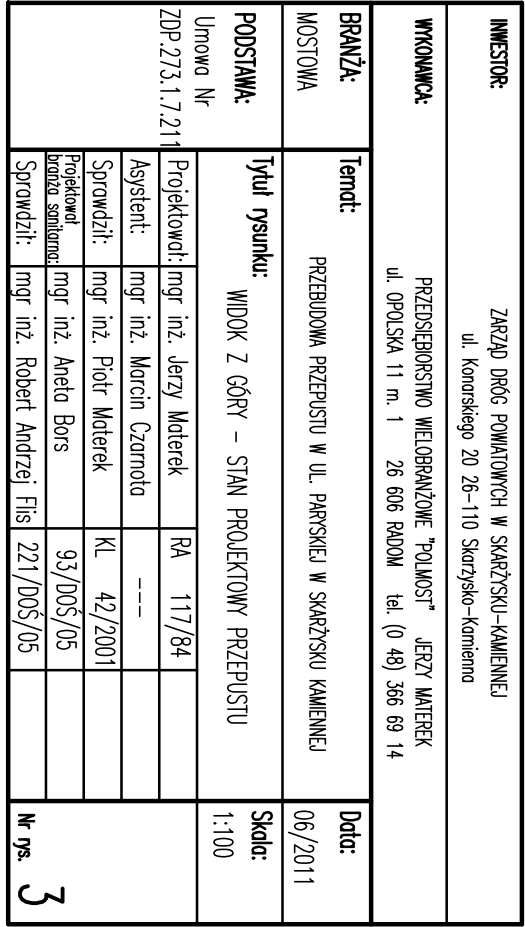 INWESTOR:
ZARZĄD DRÓG POWIATOWYCH W SKARŻYSKU-KAMIENNEJ
ul. Konarskiego 20 26-110 Skarżysko-Kamienna
WYKONAWCA:
PRZEDSIĘBIORSTWO WIELOBRANŻOWE "POLMOST" JERZY MATEREK
ul. OPOLSKA 11 m. 1 26 606 RADOM tel. (0 48) 366 69 14
BRANŻA:
MOSTOWA
Temat:
PRZEBUDOWA PRZEPUSTU W UL. PARYSKIEJ W SKARŻYSKU KAMIENNEJ
Data:
06/2011
PODSTAWA:
Umowa Nr
ZDP.273.1.7.211
Tytuł rysunku:
WIDOK Z GÓRY – STAN PROJEKTOWY PRZEPUSTU
Skala:
1:100
Projektował: mgr inż. Jerzy Materek RA 117/84
Asystent: mgr inż. Marcin Czarnota ---
Sprawdził: mgr inż. Piotr Materek KL 42/2001
Projektował
branża sanitarna: mgr inż. Aneta Bors 93/DOŚ/05
Sprawdził: mgr inż. Robert Andrzej Flis 221/DOŚ/05
Nr rys. 3